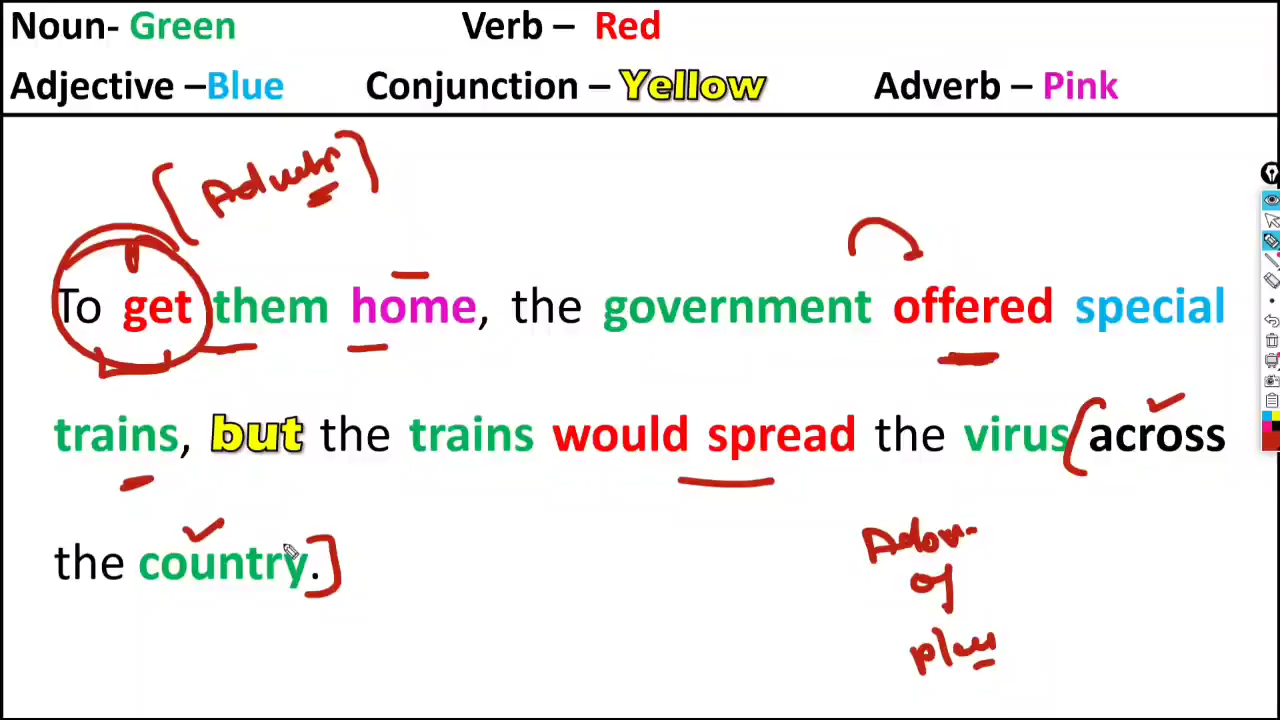 Noun- Green Verb – Red
Adjective –Blue Conjunction – Yellow Adverb – Pink
(Adverb)
To get them home, the government offered special
trains, but the trains would spread the virus (across
the country.]
Adv.
of
place